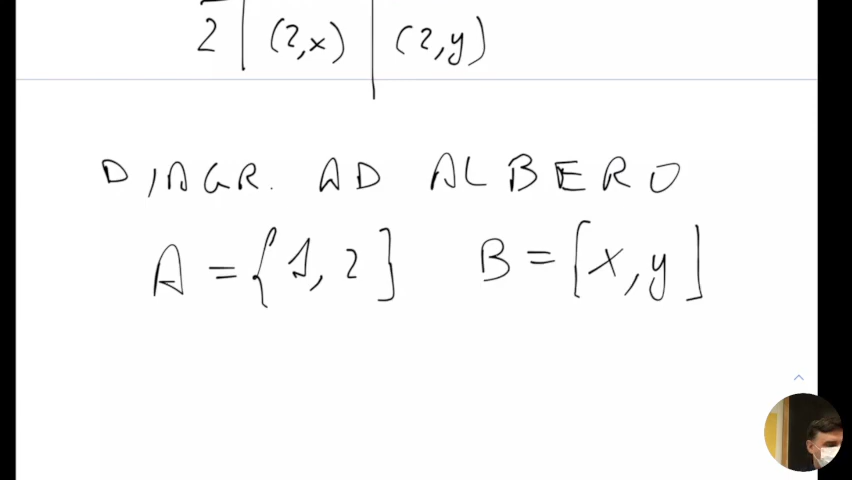 2 (2,x) (2,y)
DIAGR. AD ALBERO
A = {1, 2} B = {x, y}